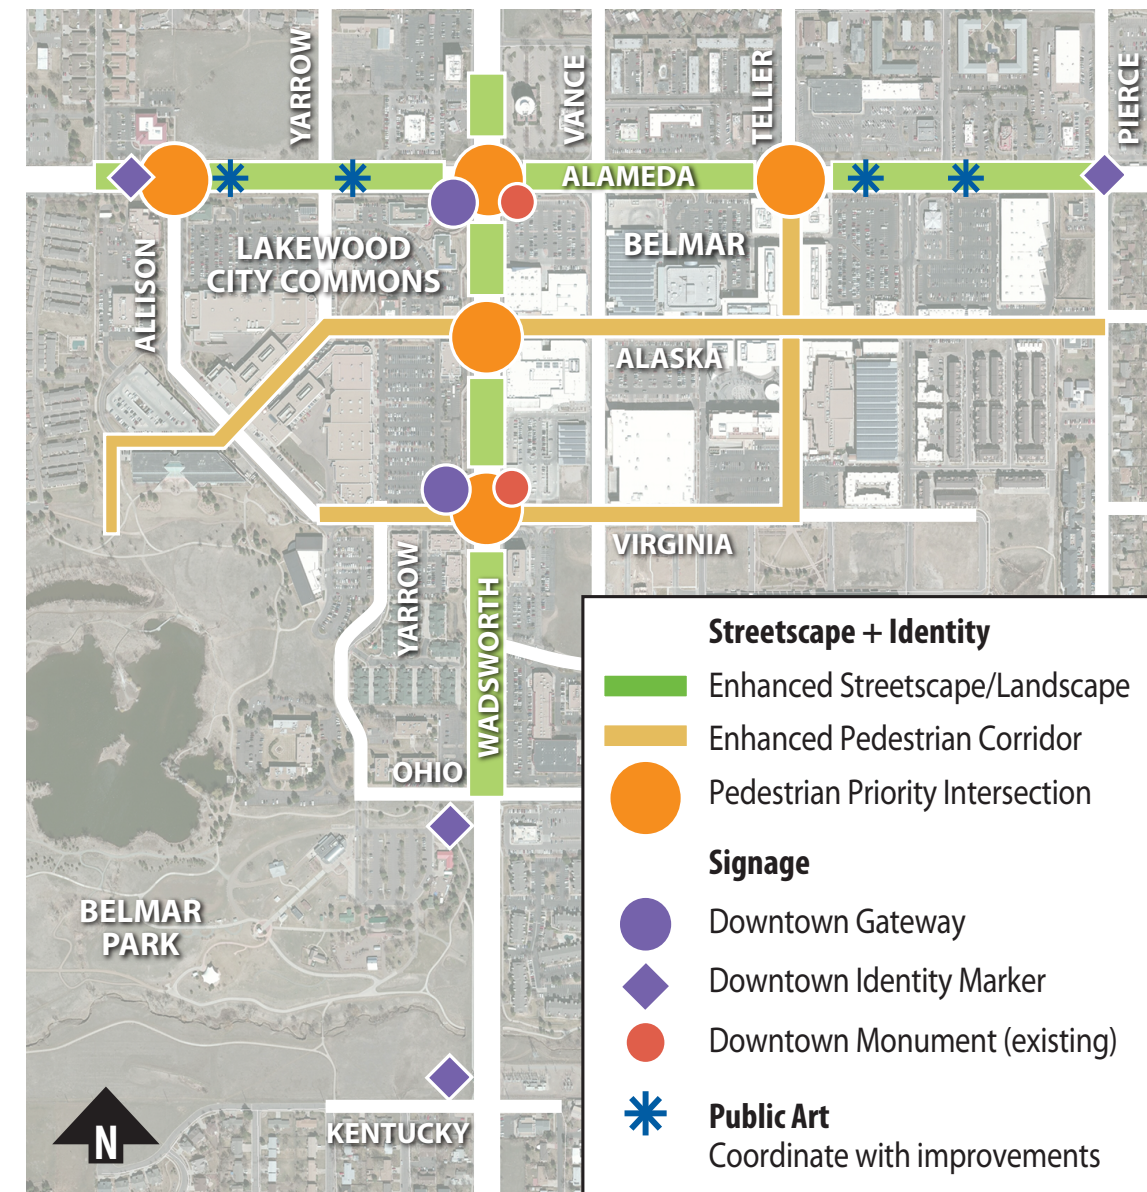 YARROW
VANCE
TELLER
PIERCE
ALAMEDA
ALLISON
LAKEWOOD
CITY COMMONS
BELMAR
ALASKA
VIRGINIA
YARROW
WADSWORTH
OHIO
BELMAR
PARK
KENTUCKY
N
Streetscape + Identity
Enhanced Streetscape/Landscape
Enhanced Pedestrian Corridor
Pedestrian Priority Intersection
Signage
Downtown Gateway
Downtown Identity Marker
Downtown Monument (existing)
Public Art
Coordinate with improvements